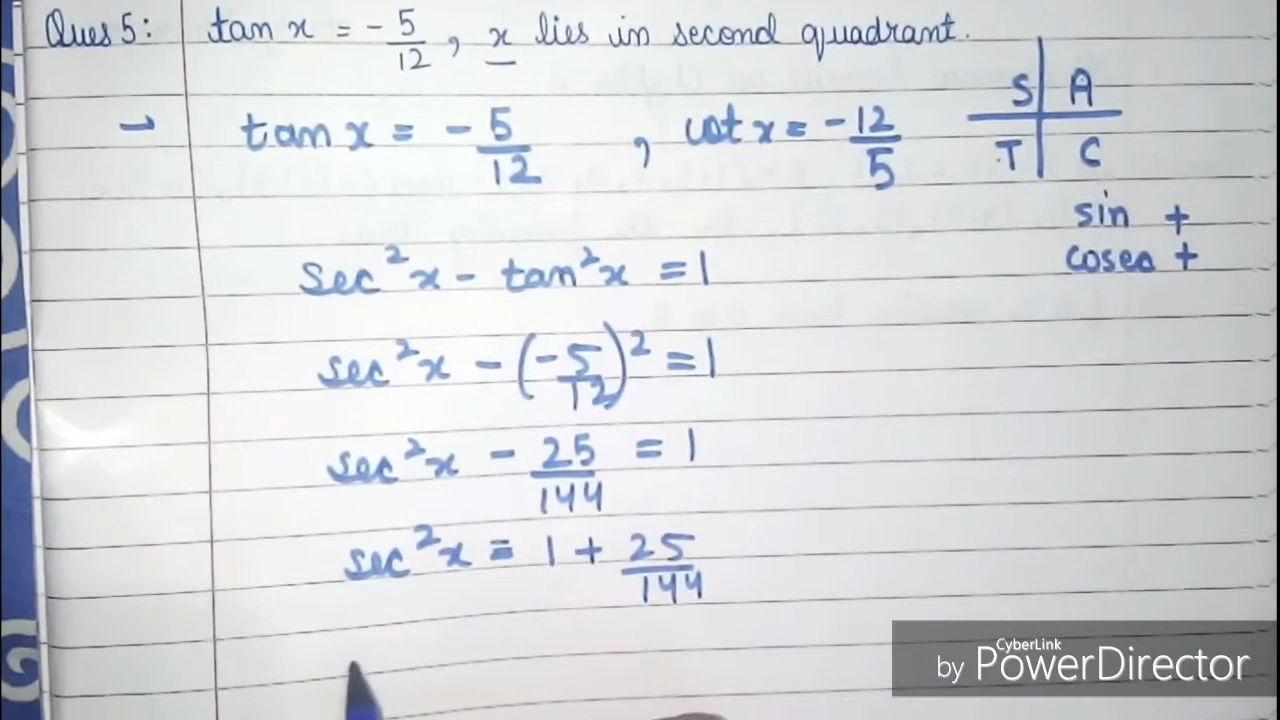 Ques 5: tan x = - 5/12 , x lies in second quadrant.
→ tan x = - 5/12 , cot x = - 12/5
S A
T C
sin +
cosec +
sec²x - tan²x = 1
sec²x - (-5/12)² = 1
sec²x - 25/144 = 1
sec²x = 1 + 25/144
CyberLink
by PowerDirector